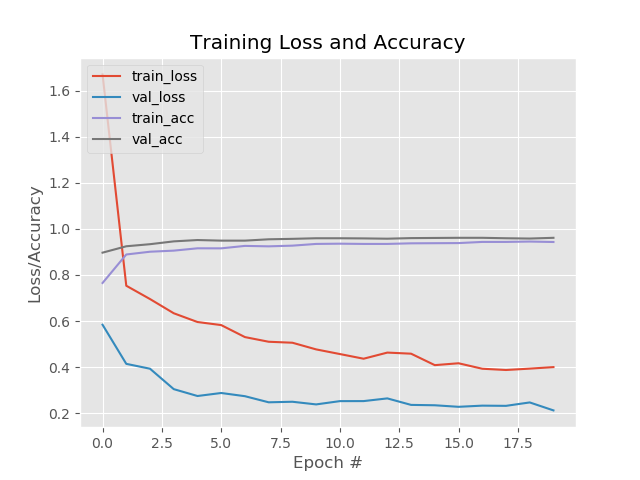 Training Loss and Accuracy
train_loss
val_loss
train_acc
val_acc
Loss/Accuracy
1.6
1.4
1.2
1.0
0.8
0.6
0.4
0.2
0.0 2.5 5.0 7.5 10.0 12.5 15.0 17.5
Epoch #